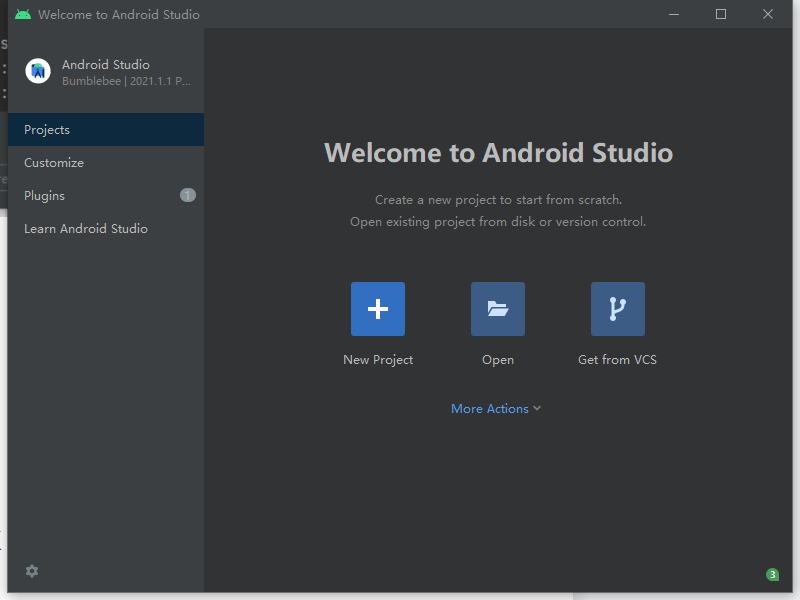 Welcome to Android Studio
Android Studio
Bumblebee | 2021.1.1 P...
Projects
Customize
Plugins
1
Learn Android Studio
Welcome to Android Studio
Create a new project to start from scratch.
Open existing project from disk or version control.
New Project
Open
Get from VCS
More Actions
3